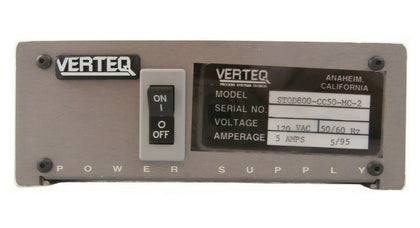 VERTEQ
ON
I
O
OFF
VERTEQ
PROCESS SYSTEMS DIVISION
ANAHEIM,
CALIFORNIA
MODEL STQD800-CC50-MC-2
SERIAL NO.
VOLTAGE 120 VAC 50/60 Hz
AMPERAGE 5 AMPS 5/95
POWER SUPPLY